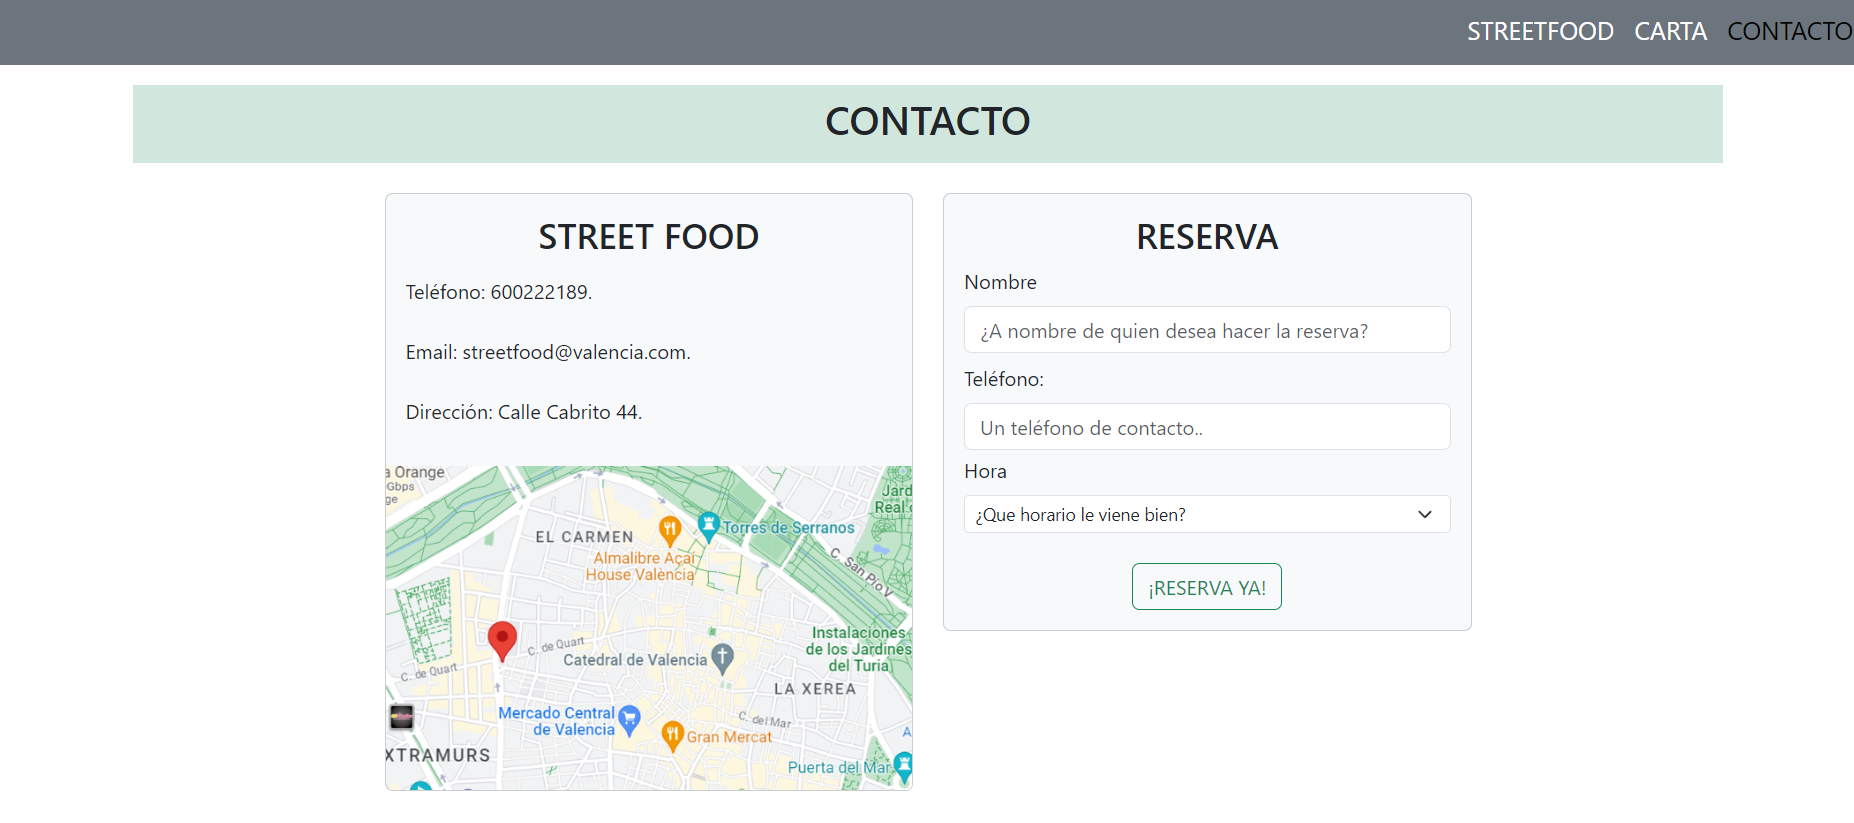 STREETFOOD CARTA CONTACTO
CONTACTO
STREET FOOD
Teléfono: 600222189.
Email: streetfood@valencia.com.
Dirección: Calle Cabrito 44.
a Orange
Gbps
ge
Jard
Real
EL CARMEN
Torres de Serranos
Almalibre Açaí
House València
C. San Pío V
Instalaciones
de los Jardines
del Turia
C. de Quart
C. de Quart
Catedral de Valencia
LA XEREA
Mercado Central
de Valencia
C. del Mar
Gran Mercat
A
XTRAMURS
Puerta del Mar
RESERVA
Nombre
¿A nombre de quien desea hacer la reserva?
Teléfono:
Un teléfono de contacto..
Hora
¿Que horario le viene bien?
¡RESERVA YA!